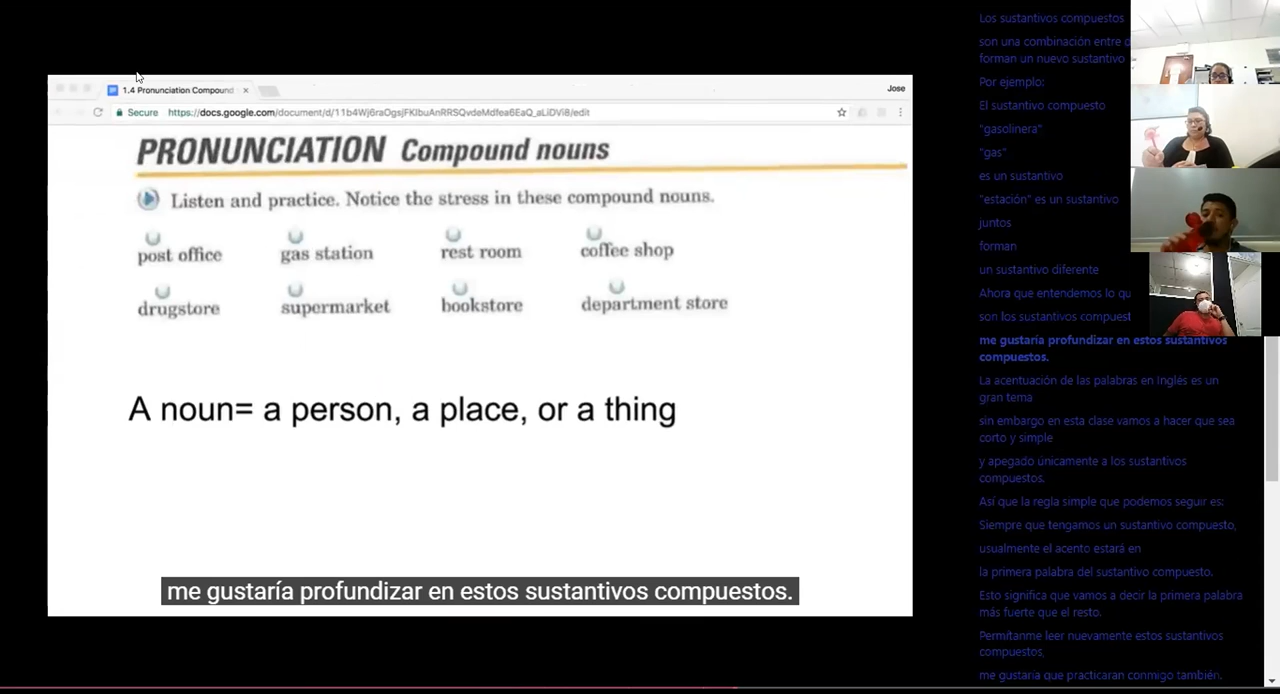 1.4 Pronunciation Compound
Jose
Secure
https://docs.google.com/document/d/11b4Wj6raOgsjFKIbuAnRRSQvdeMdfea6EaQ_aLiDVi8/edit
PRONUNCIATION Compound nouns
Listen and practice. Notice the stress in these compound nouns.
post office gas station rest room coffee shop
drugstore supermarket bookstore department store
A noun= a person, a place, or a thing
me gustaría profundizar en estos sustantivos compuestos.
Los sustantivos compuestos
son una combinación entre
forman un nuevo sustantivo
Por ejemplo:
El sustantivo compuesto
"gasolinera"
"gas"
es un sustantivo
"estación" es un sustantivo
juntos
forman
un sustantivo diferente
Ahora que entendemos lo qu
son los sustantivos compuest
me gustaría profundizar en estos sustantivos
compuestos.
La acentuación de las palabras en Inglés es un
gran tema
sin embargo en esta clase vamos a hacer que sea
corto y simple
y apegado únicamente a los sustantivos
compuestos.
Así que la regla simple que podemos seguir es:
Siempre que tengamos un sustantivo compuesto,
usualmente el acento estará en
la primera palabra del sustantivo compuesto.
Esto significa que vamos a decir la primera palabra
más fuerte que el resto.
Permítanme leer nuevamente estos sustantivos
compuestos,
me gustaría que practicaran conmigo también.